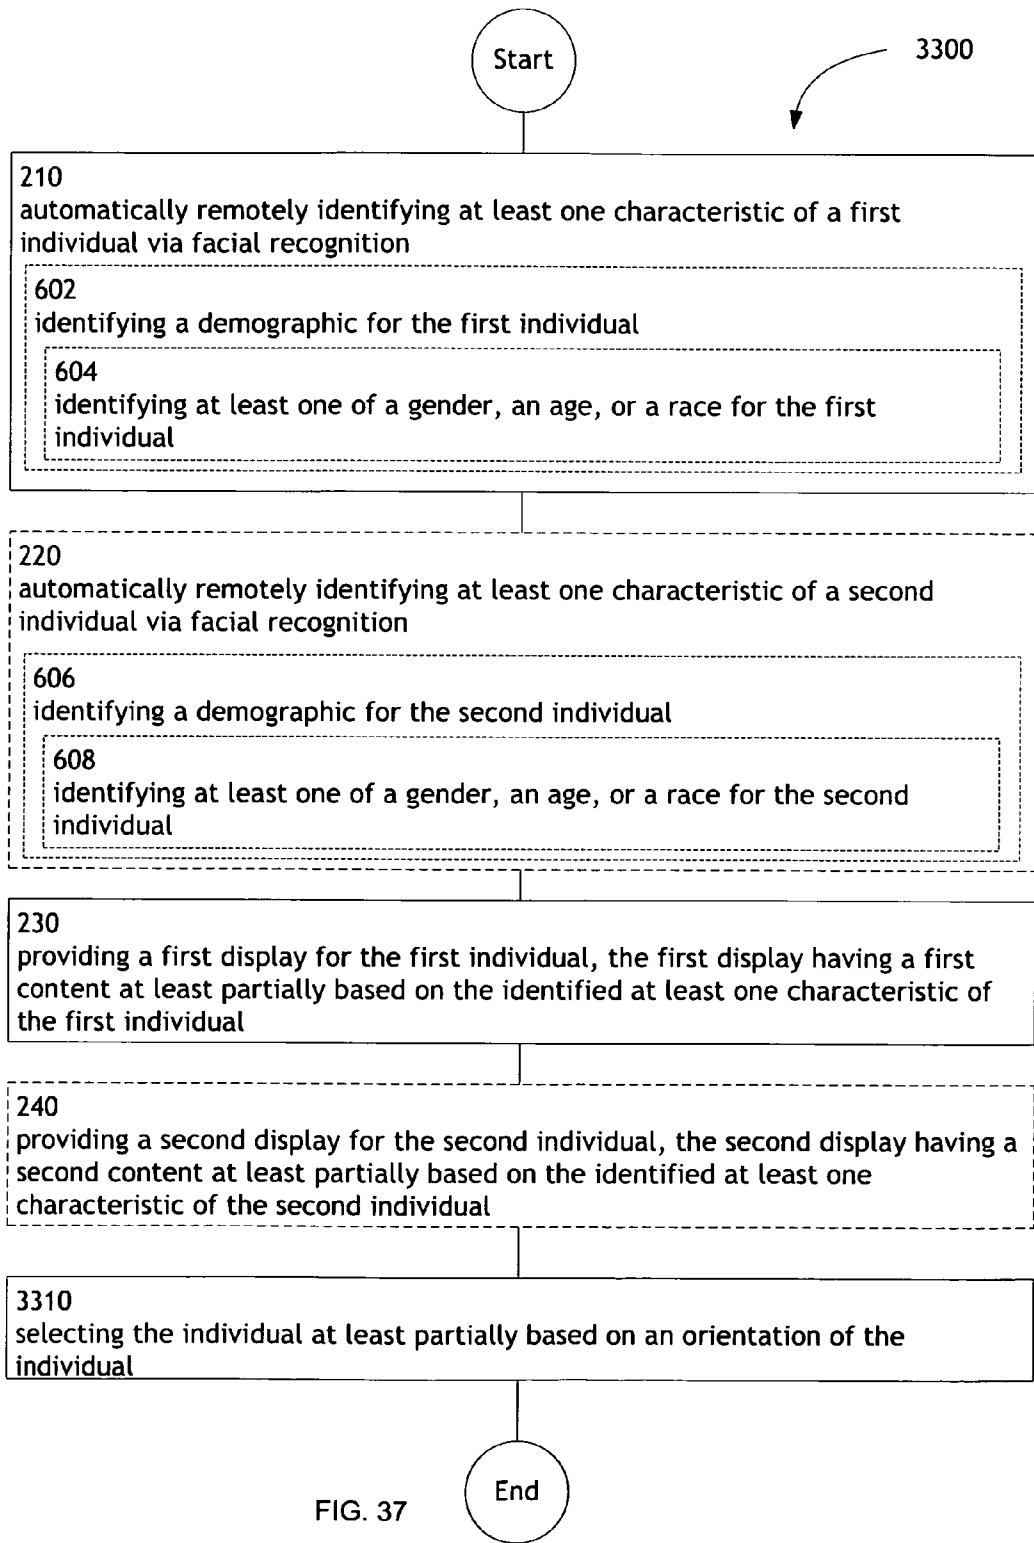 Start
3300
210
automatically remotely identifying at least one characteristic of a first
individual via facial recognition
602
identifying a demographic for the first individual
604
identifying at least one of a gender, an age, or a race for the first
individual
220
automatically remotely identifying at least one characteristic of a second
individual via facial recognition
606
identifying a demographic for the second individual
608
identifying at least one of a gender, an age, or a race for the second
individual
230
providing a first display for the first individual, the first display having a first
content at least partially based on the identified at least one characteristic of
the first individual
240
providing a second display for the second individual, the second display having a
second content at least partially based on the identified at least one
characteristic of the second individual
3310
selecting the individual at least partially based on an orientation of the
individual
End
FIG. 37